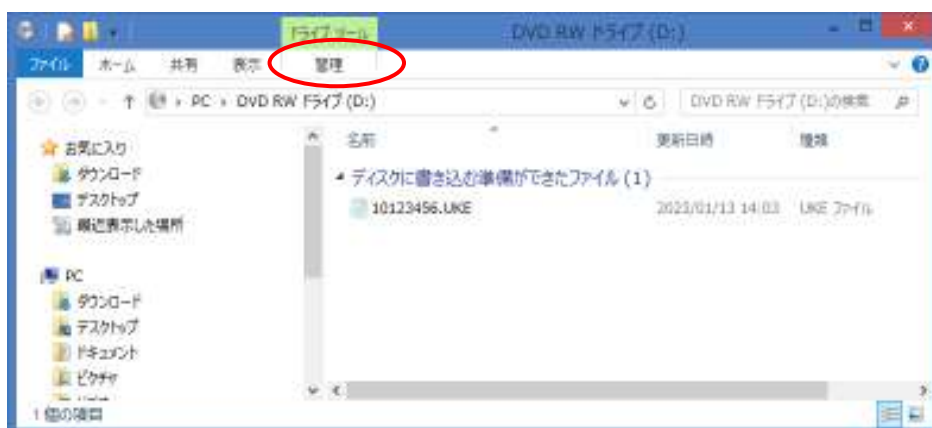 ドライブ ツール
DVD RW ドライブ (D:)
ファイル ホーム 共有 表示 管理
PC DVD RW ドライブ (D:)
DVD RW ドライブ (D:)の検索
名前 更新日時 種類
お気に入り
ダウンロード
デスクトップ
最近表示した場所
ディスクに書き込む準備ができたファイル (1)
10123456.UKE 2023/01/13 14:03 UKE ファイル
PC
ダウンロード
デスクトップ
ドキュメント
ピクチャ
1 個の項目